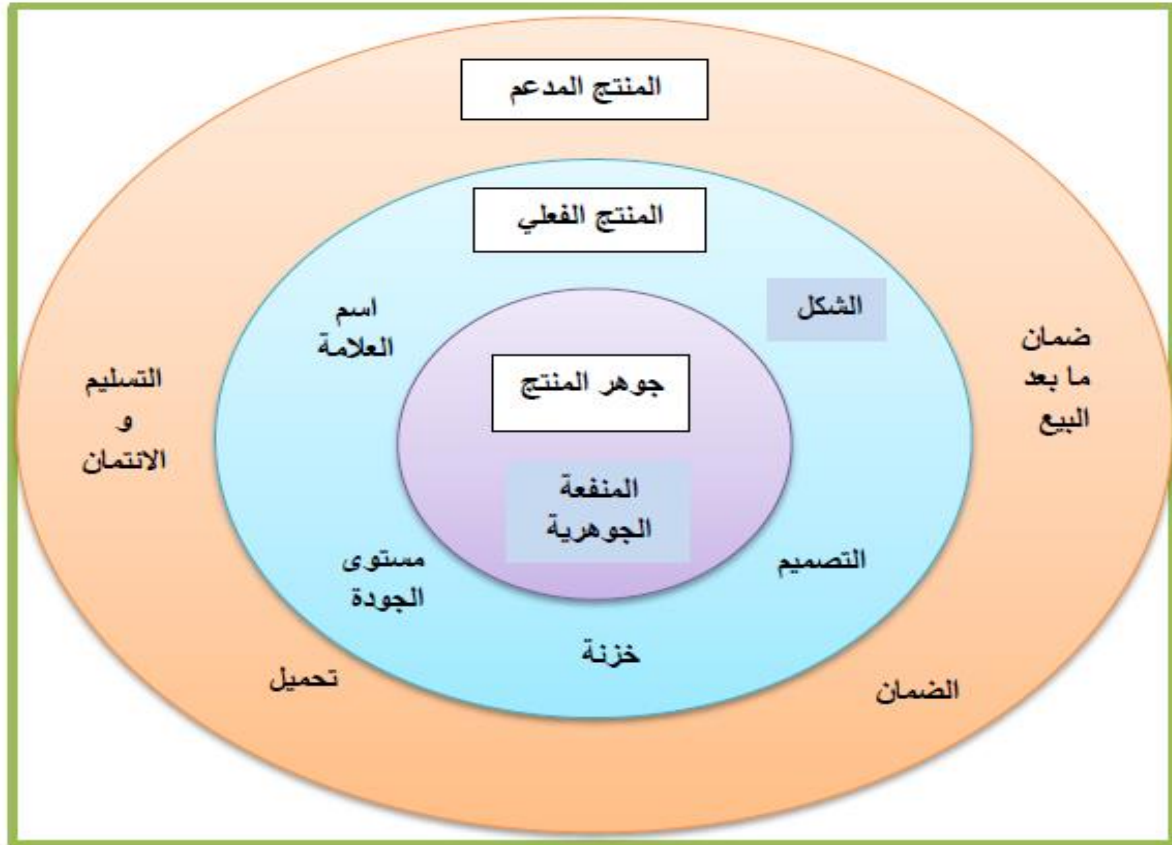 المنتج المدعم
المنتج الفعلي
الشكل
اسم
العلامة
ضمان
ما بعد
البيع
جوهر المنتج
التسليم
و
الائتمان
المنفعة
الجوهرية
التصميم
مستوى
الجودة
خزنة
تحميل
الضمان